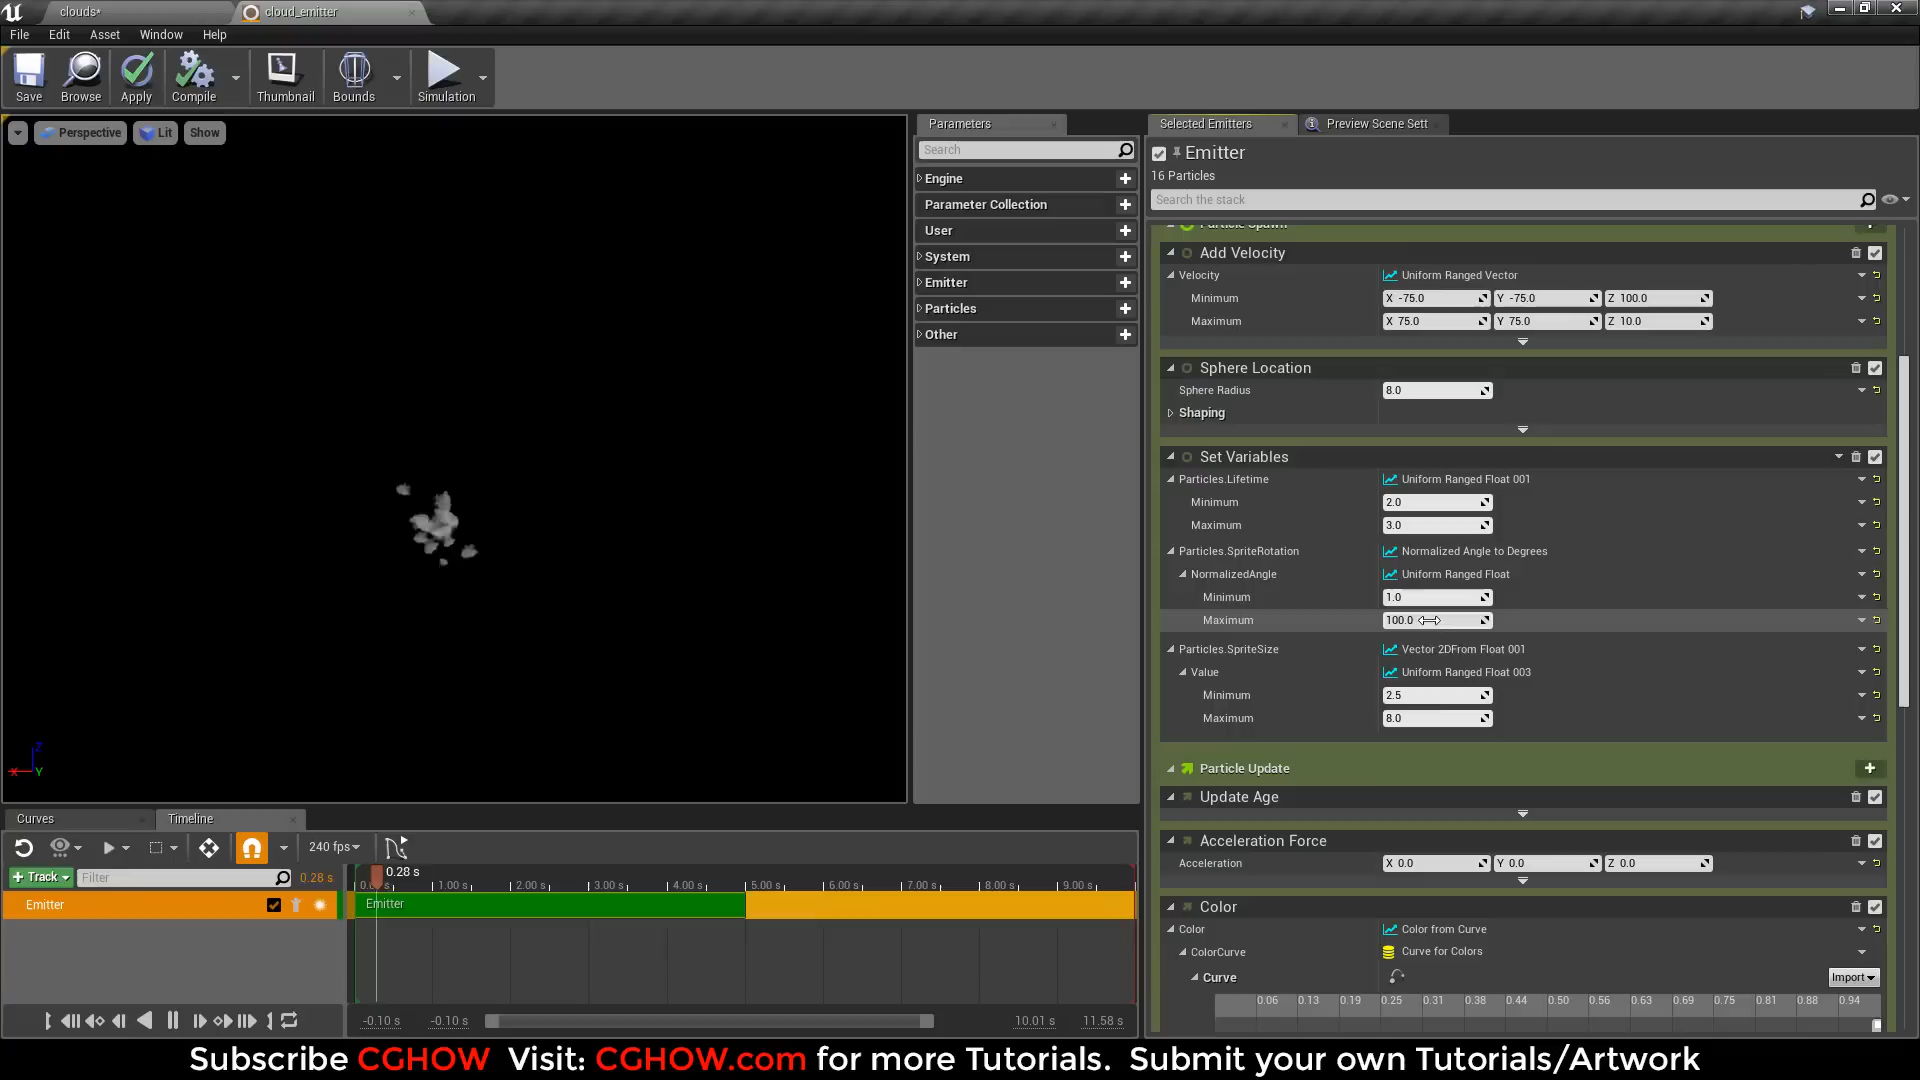 clouds*
cloud_emitter
File Edit Asset Window Help
Save Browse Apply Compile Thumbnail Bounds Simulation
Perspective Lit Show
Z
X Y
Parameters
Search
Engine
Parameter Collection
User
System
Emitter
Particles
Other
Selected Emitters Preview Scene Sett
Emitter
16 Particles
Search the stack
Particle Spawn
Add Velocity
Velocity Uniform Ranged Vector
Minimum X -75.0 Y -75.0 Z 100.0
Maximum X 75.0 Y 75.0 Z 10.0
Sphere Location
Sphere Radius 8.0
Shaping
Set Variables
Particles.Lifetime Uniform Ranged Float 001
Minimum 2.0
Maximum 3.0
Particles.SpriteRotation Normalized Angle to Degrees
NormalizedAngle Uniform Ranged Float
Minimum 1.0
Maximum 100.0
Particles.SpriteSize Vector 2DFrom Float 001
Value Uniform Ranged Float 003
Minimum 2.5
Maximum 8.0
Particle Update
Update Age
Acceleration Force
Acceleration X 0.0 Y 0.0 Z 0.0
Color
Color Color from Curve
ColorCurve Curve for Colors
Curve Import
0.06 0.13 0.19 0.25 0.31 0.38 0.44 0.50 0.56 0.63 0.69 0.75 0.81 0.88 0.94
Curves Timeline
240 fps
Track Filter 0.28 s 0.28 s
1.00 s 2.00 s 3.00 s 4.00 s 5.00 s 6.00 s 7.00 s 8.00 s 9.00 s
Emitter Emitter
-0.10 s -0.10 s 10.01 s 11.58 s
Subscribe CGHOW Visit: CGHOW.com for more Tutorials. Submit your own Tutorials/Artwork